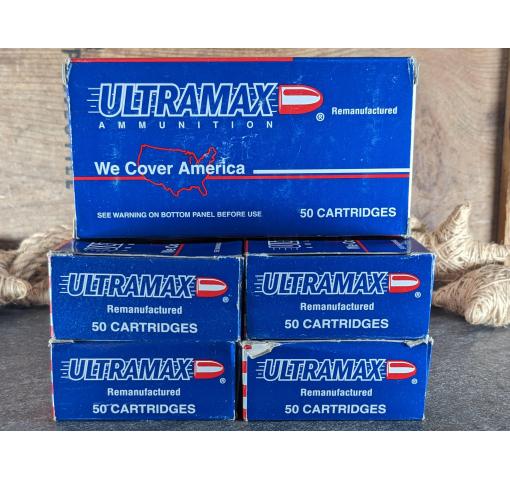 ULTRAMAX
®
AMMUNITION
Remanufactured
We Cover America
SEE WARNING ON BOTTOM PANEL BEFORE USE
50 CARTRIDGES
ULTRAMAX
®
Remanufactured
50 CARTRIDGES
ULTRAMAX
®
Remanufactured
50 CARTRIDGES
ULTRAMAX
®
Remanufactured
50 CARTRIDGES
ULTRAMAX
®
Remanufactured
50 CARTRIDGES